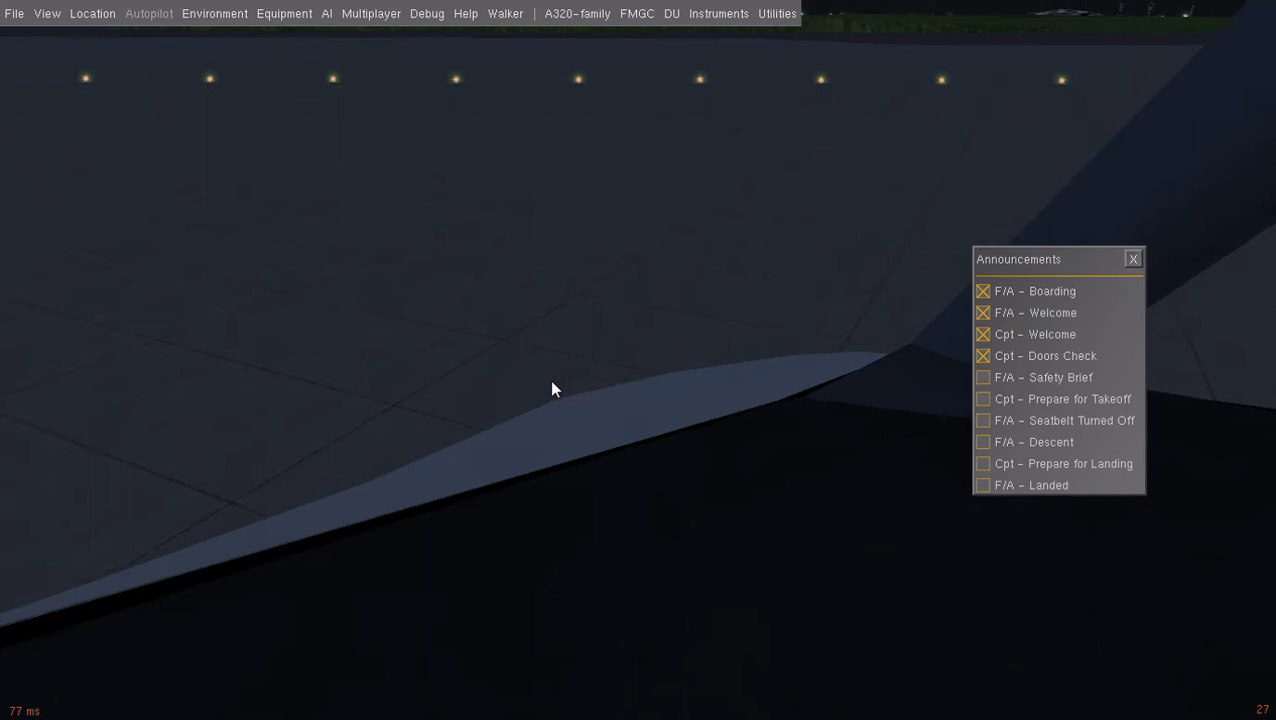 File View Location Autopilot Environment Equipment AI Multiplayer Debug Help Walker | A320-family FMGC DU Instruments Utilities
Announcements X
F/A - Boarding
F/A - Welcome
Cpt - Welcome
Cpt - Doors Check
F/A - Safety Brief
Cpt - Prepare for Takeoff
F/A - Seatbelt Turned Off
F/A - Descent
Cpt - Prepare for Landing
F/A - Landed
77 ms
27